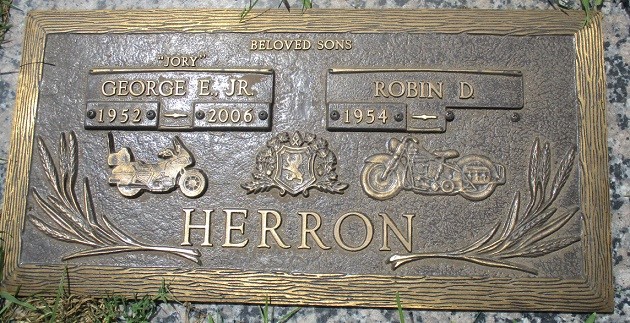 BELOVED SONS
"JORY"
GEORGE E. JR.
1952 — 2006
ROBIN D.
1954 —
HERRON